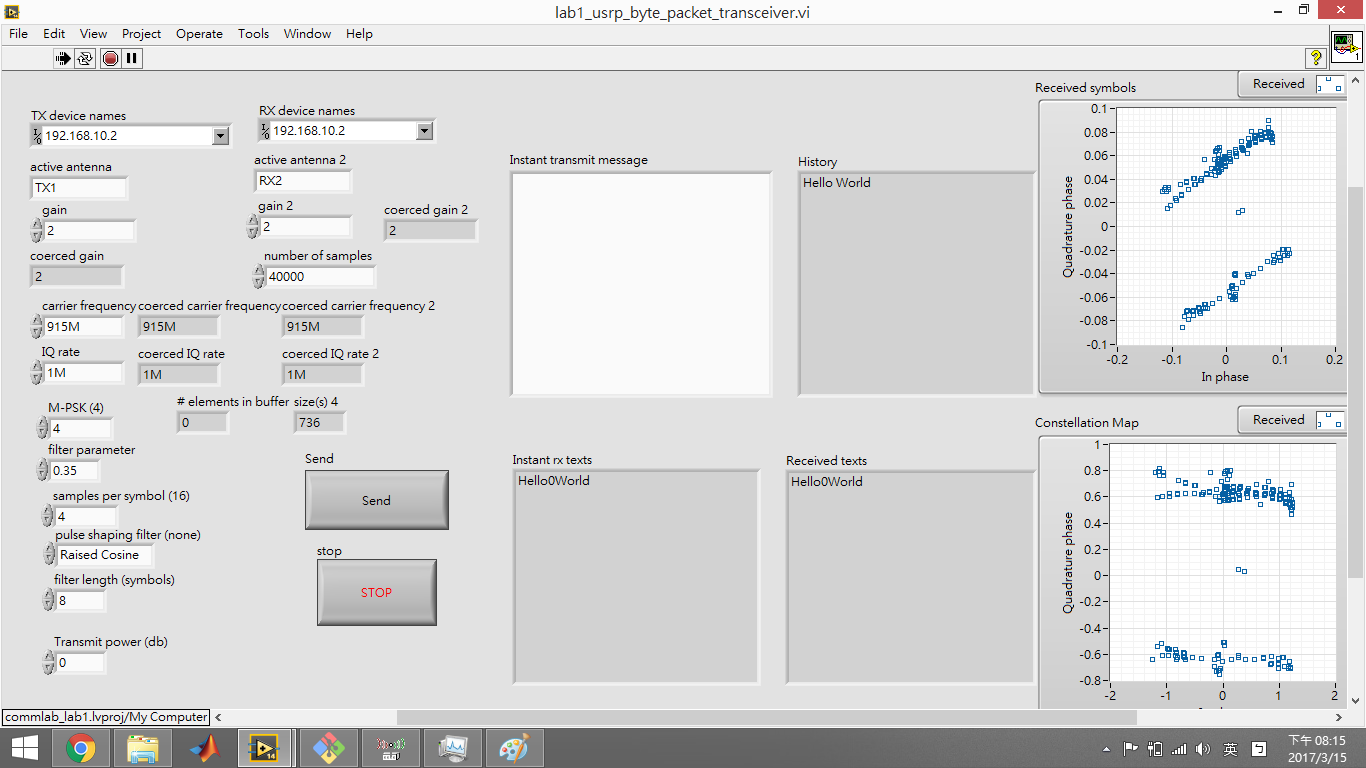 lab1_usrp_byte_packet_transceiver.vi
File Edit View Project Operate Tools Window Help
TX device names
192.168.10.2
RX device names
192.168.10.2
active antenna
TX1
active antenna 2
RX2
gain
2
gain 2
2
coerced gain 2
2
coerced gain
2
number of samples
40000
carrier frequency
915M
coerced carrier frequency
915M
coerced carrier frequency 2
915M
IQ rate
1M
coerced IQ rate
1M
coerced IQ rate 2
1M
M-PSK (4)
4
# elements in buffer
0
size(s) 4
736
filter parameter
0.35
samples per symbol (16)
4
pulse shaping filter (none)
Raised Cosine
filter length (symbols)
8
Transmit power (db)
0
Send
Send
stop
STOP
Instant transmit message
History
Hello World
Instant rx texts
Hello0World
Received texts
Hello0World
Received symbols
Received
0.1
0.08
0.06
0.04
0.02
0
-0.02
-0.04
-0.06
-0.08
-0.1
Quadrature phase
-0.2 -0.1 0 0.1 0.2
In phase
Constellation Map
Received
1
0.8
0.6
0.4
0.2
0
-0.2
-0.4
-0.6
-0.8
Quadrature phase
-2 -1 0 1 2
commlab_lab1.lvproj/My Computer
14
英
下午 08:15
2017/3/15